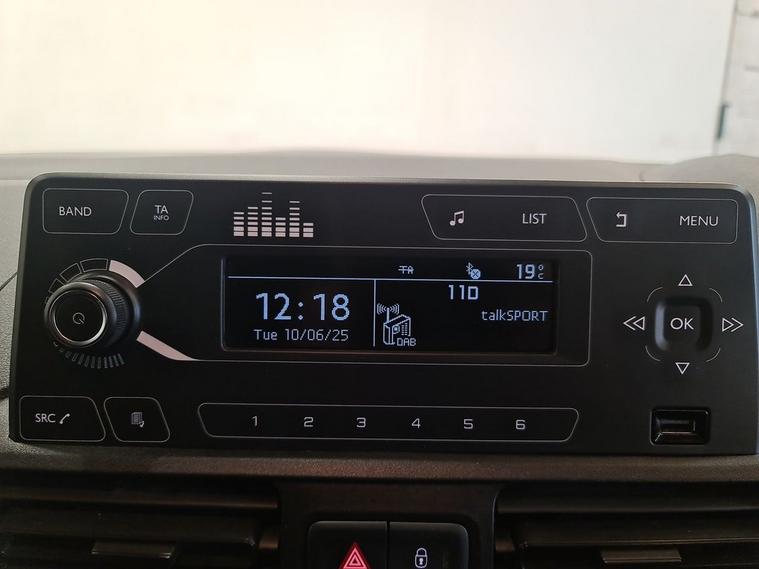 BAND
TA
INFO
LIST
MENU
TA
19°C
12:18
Tue 10/06/25
11D
talkSPORT
DAB
OK
SRC
1 2 3 4 5 6